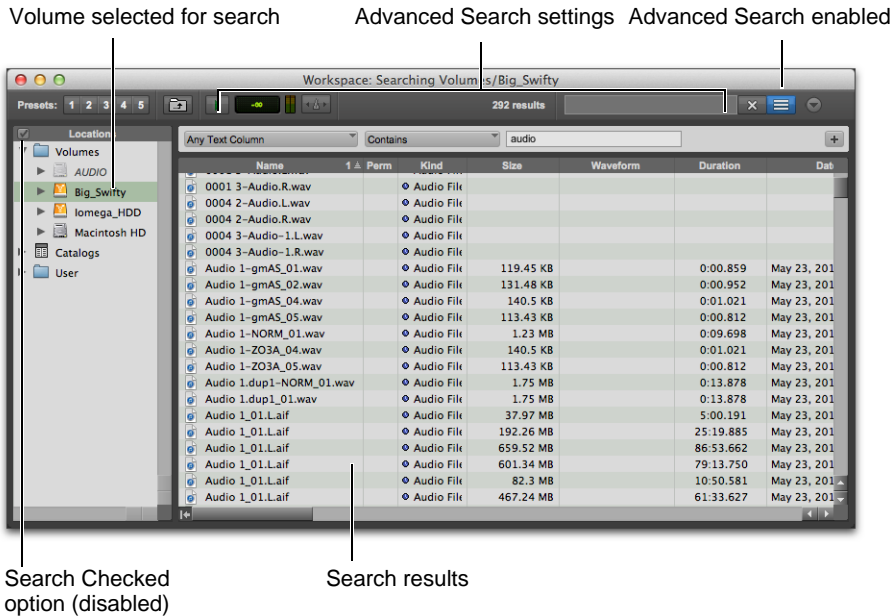 Volume selected for search
Advanced Search settings
Advanced Search enabled
Workspace: Searching Volumes/Big_Swifty
Presets: 1 2 3 4 5
-∞
292 results
Locations
Any Text Column
Contains
audio
Volumes
AUDIO
Big_Swifty
Iomega_HDD
Macintosh HD
Catalogs
User
Name 1 Perm Kind Size Waveform Duration Dat
0001 3-Audio.R.wav Audio File
0004 2-Audio.L.wav Audio File
0004 2-Audio.R.wav Audio File
0004 3-Audio-1.L.wav Audio File
0004 3-Audio-1.R.wav Audio File
Audio 1-gmAS_01.wav Audio File 119.45 KB 0:00.859 May 23, 201
Audio 1-gmAS_02.wav Audio File 131.48 KB 0:00.952 May 23, 201
Audio 1-gmAS_04.wav Audio File 140.5 KB 0:01.021 May 23, 201
Audio 1-gmAS_05.wav Audio File 113.43 KB 0:00.812 May 23, 201
Audio 1-NORM_01.wav Audio File 1.23 MB 0:09.698 May 23, 201
Audio 1-ZO3A_04.wav Audio File 140.5 KB 0:01.021 May 23, 201
Audio 1-ZO3A_05.wav Audio File 113.43 KB 0:00.812 May 23, 201
Audio 1.dup1-NORM_01.wav Audio File 1.75 MB 0:13.878 May 23, 201
Audio 1.dup1_01.wav Audio File 1.75 MB 0:13.878 May 23, 201
Audio 1_01.L.aif Audio File 37.97 MB 5:00.191 May 23, 201
Audio 1_01.L.aif Audio File 192.26 MB 25:19.885 May 23, 201
Audio 1_01.L.aif Audio File 659.52 MB 86:53.662 May 23, 201
Audio 1_01.L.aif Audio File 601.34 MB 79:13.750 May 23, 201
Audio 1_01.L.aif Audio File 82.3 MB 10:50.581 May 23, 201
Audio 1_01.L.aif Audio File 467.24 MB 61:33.627 May 23, 201
Search Checked
option (disabled)
Search results